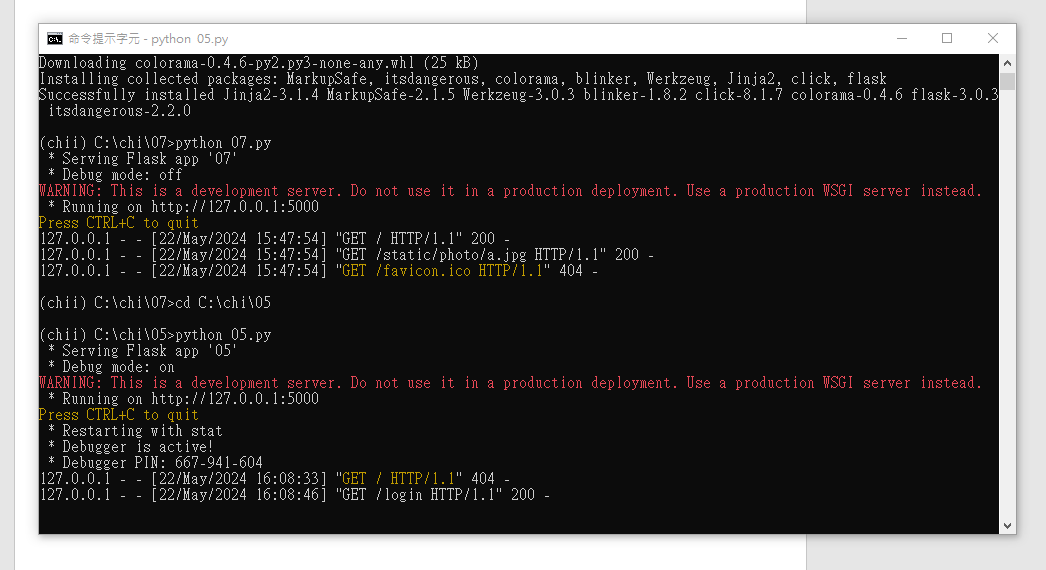 命令提示字元 - python 05.py
Downloading colorama-0.4.6-py2.py3-none-any.whl (25 kB)
Installing collected packages: MarkupSafe, itsdangerous, colorama, blinker, Werkzeug, Jinja2, click, flask
Successfully installed Jinja2-3.1.4 MarkupSafe-2.1.5 Werkzeug-3.0.3 blinker-1.8.2 click-8.1.7 colorama-0.4.6 flask-3.0.3
 itsdangerous-2.2.0
(chii) C:\chi\07>python 07.py
 * Serving Flask app '07'
 * Debug mode: off
WARNING: This is a development server. Do not use it in a production deployment. Use a production WSGI server instead.
 * Running on http://127.0.0.1:5000
Press CTRL+C to quit
127.0.0.1 - - [22/May/2024 15:47:54] "GET / HTTP/1.1" 200 -
127.0.0.1 - - [22/May/2024 15:47:54] "GET /static/photo/a.jpg HTTP/1.1" 200 -
127.0.0.1 - - [22/May/2024 15:47:54] "GET /favicon.ico HTTP/1.1" 404 -
(chii) C:\chi\07>cd C:\chi\05
(chii) C:\chi\05>python 05.py
 * Serving Flask app '05'
 * Debug mode: on
WARNING: This is a development server. Do not use it in a production deployment. Use a production WSGI server instead.
 * Running on http://127.0.0.1:5000
Press CTRL+C to quit
 * Restarting with stat
 * Debugger is active!
 * Debugger PIN: 667-941-604
127.0.0.1 - - [22/May/2024 16:08:33] "GET / HTTP/1.1" 404 -
127.0.0.1 - - [22/May/2024 16:08:46] "GET /login HTTP/1.1" 200 -